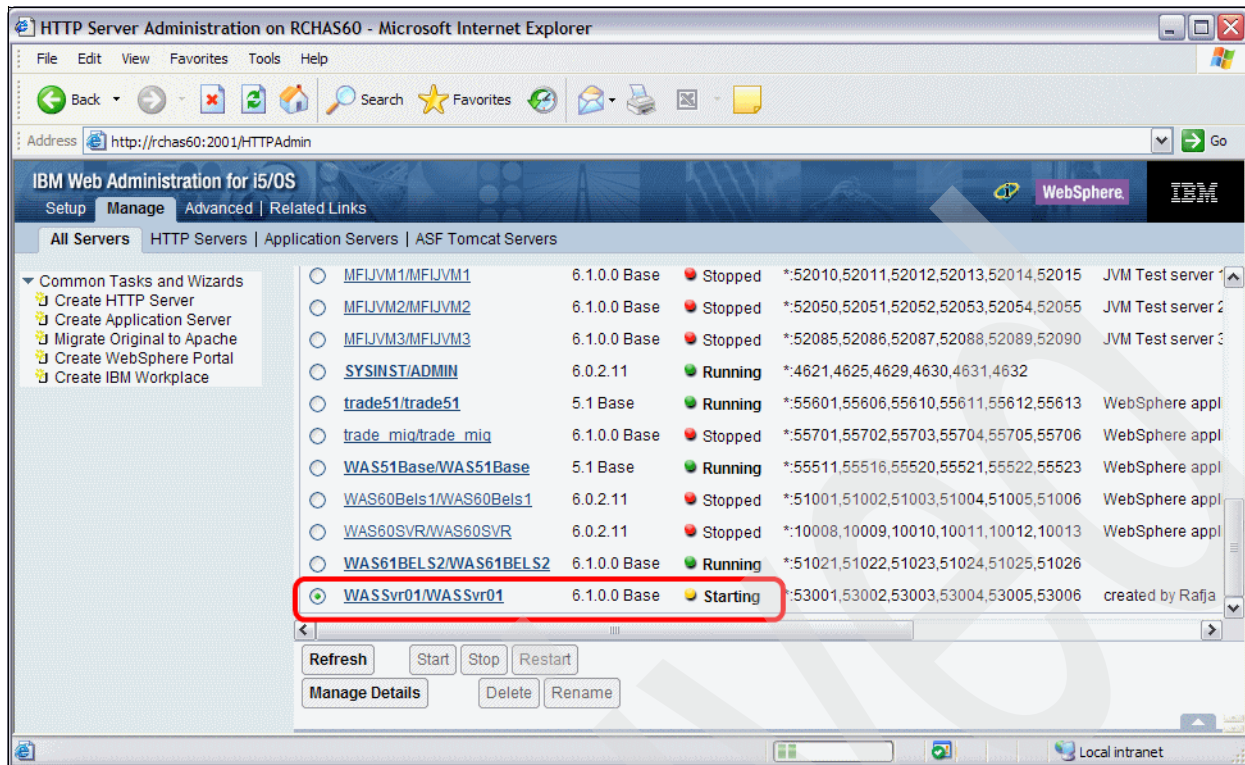 HTTP Server Administration on RCHAS60 - Microsoft Internet Explorer
File Edit View Favorites Tools Help
Back Search Favorites
Address http://rchas60:2001/HTTPAdmin Go
IBM Web Administration for i5/OS
WebSphere. IBM
Setup Manage Advanced | Related Links
All Servers HTTP Servers | Application Servers | ASF Tomcat Servers
Common Tasks and Wizards
Create HTTP Server
Create Application Server
Migrate Original to Apache
Create WebSphere Portal
Create IBM Workplace
MFIJVM1/MFIJVM1 6.1.0.0 Base Stopped *:52010,52011,52012,52013,52014,52015 JVM Test server 1
MFIJVM2/MFIJVM2 6.1.0.0 Base Stopped *:52050,52051,52052,52053,52054,52055 JVM Test server 2
MFIJVM3/MFIJVM3 6.1.0.0 Base Stopped *:52085,52086,52087,52088,52089,52090 JVM Test server 3
SYSINST/ADMIN 6.0.2.11 Running *:4621,4625,4629,4630,4631,4632
trade51/trade51 5.1 Base Running *:55601,55606,55610,55611,55612,55613 WebSphere appl
trade_mig/trade_mig 6.1.0.0 Base Stopped *:55701,55702,55703,55704,55705,55706 WebSphere appl
WAS51Base/WAS51Base 5.1 Base Running *:55511,55516,55520,55521,55522,55523 WebSphere appl
WAS60Bels1/WAS60Bels1 6.0.2.11 Stopped *:51001,51002,51003,51004,51005,51006 WebSphere appl
WAS60SVR/WAS60SVR 6.0.2.11 Stopped *:10008,10009,10010,10011,10012,10013 WebSphere appl
WAS61BELS2/WAS61BELS2 6.1.0.0 Base Running *:51021,51022,51023,51024,51025,51026
WASSvr01/WASSvr01 6.1.0.0 Base Starting *:53001,53002,53003,53004,53005,53006 created by Rafja
Refresh Start Stop Restart
Manage Details Delete Rename
Local intranet